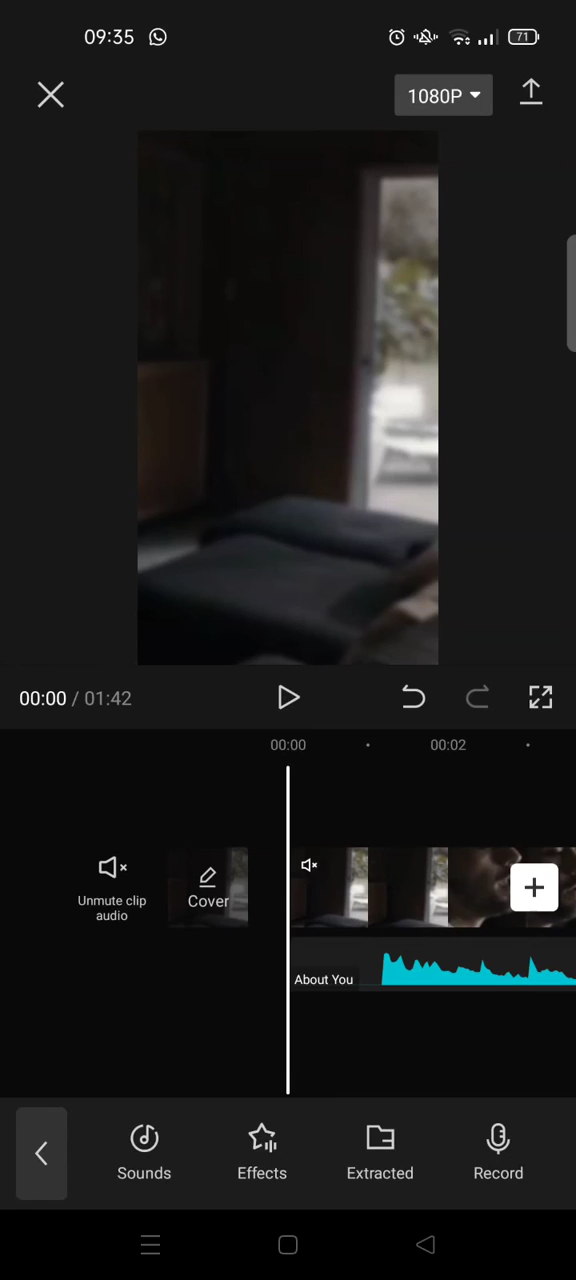 09:35
71
1080P
00:00 / 01:42
00:00
00:02
Unmute clip
audio
Cover
About You
Sounds
Effects
Extracted
Record